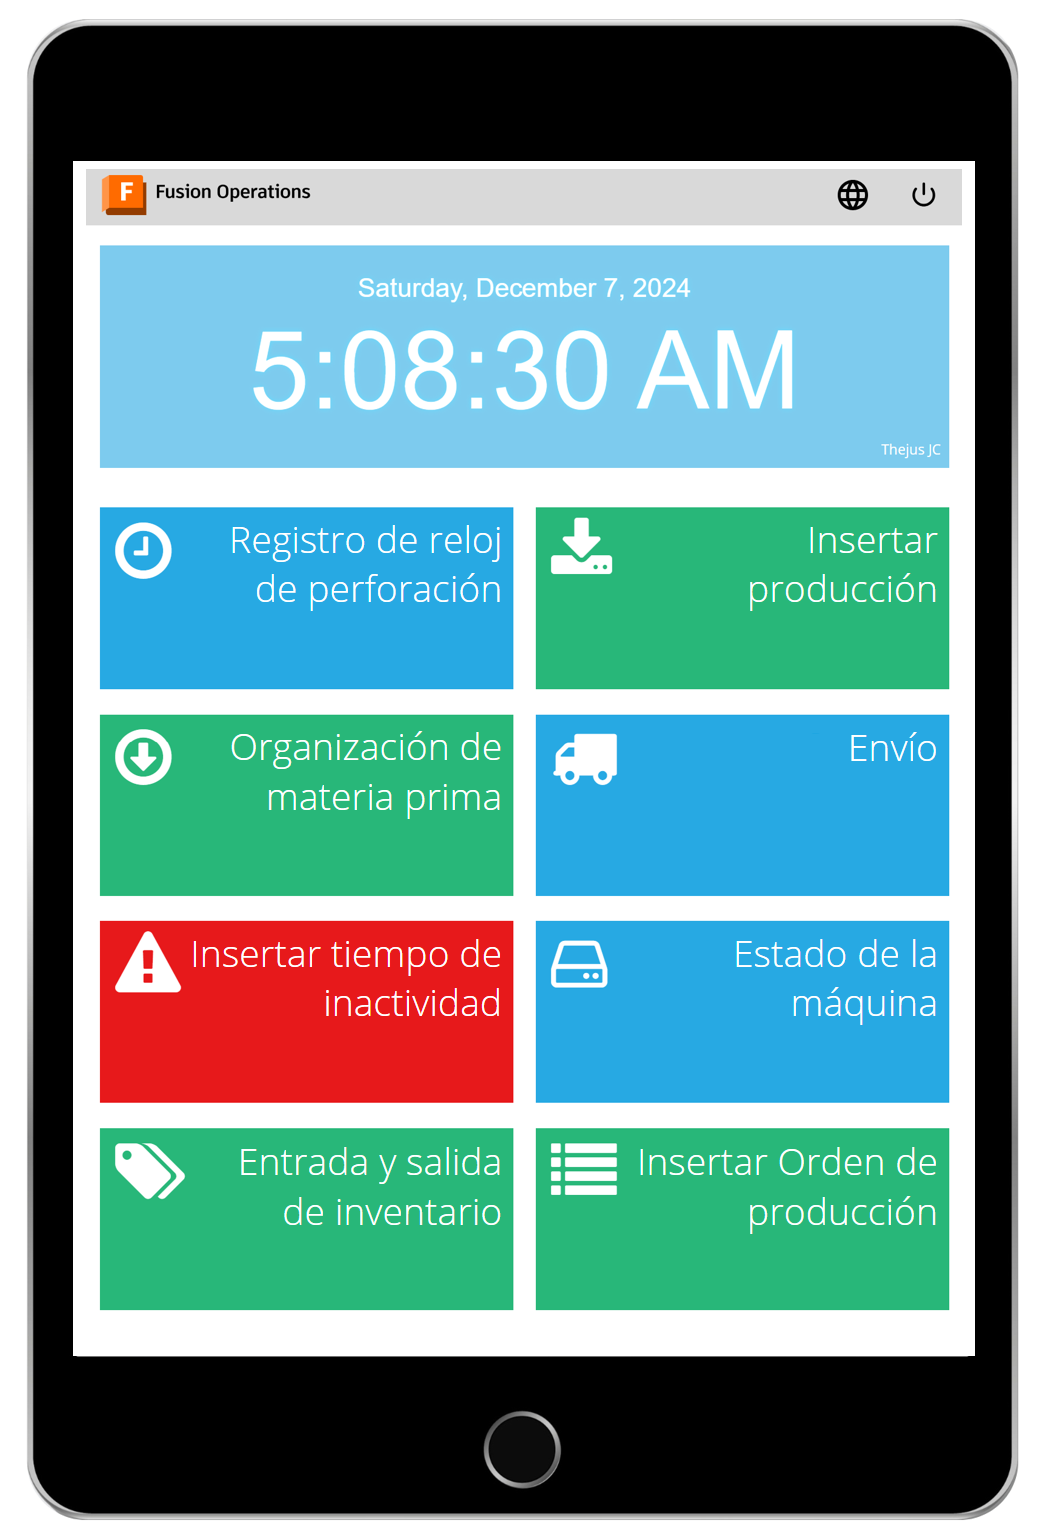 F Fusion Operations
Saturday, December 7, 2024
5:08:30 AM
Thejus JC
Registro de reloj
de perforación
Insertar
producción
Organización de
materia prima
Envío
Insertar tiempo de
inactividad
Estado de la
máquina
Entrada y salida
de inventario
Insertar Orden de
producción